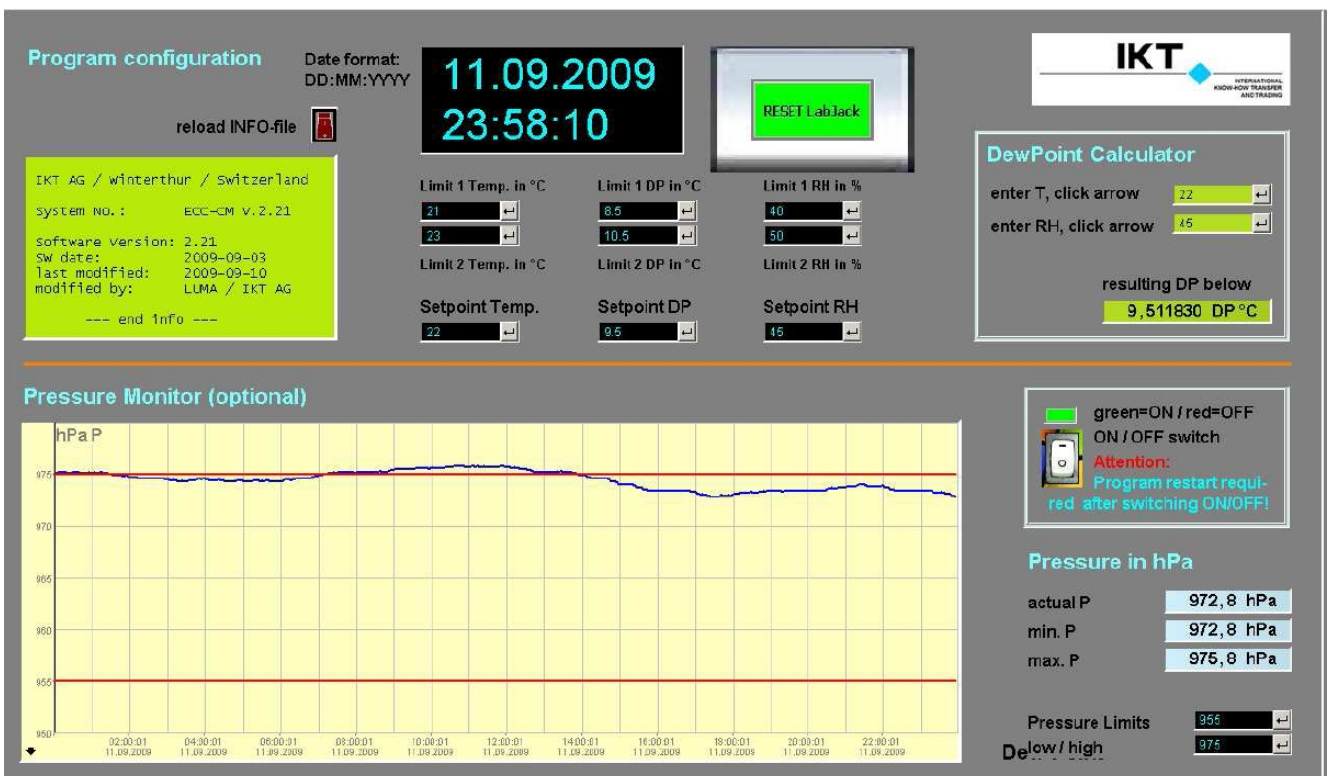 Program configuration
Date format:
DD:MM:YYYY
11.09.2009
23:58:10
RESET LabJack
IKT
INTERNATIONAL
KNOW-HOW TRANSFER
AND TRADING
reload INFO-file
IKT AG / Winterthur / Switzerland
System No.: ECC-CM V.2.21
Software Version: 2.21
SW date: 2009-09-03
last modified: 2009-09-10
modified by: LUMA / IKT AG
--- end info ---
Limit 1 Temp. in °C
Limit 1 DP in °C
Limit 1 RH in %
21
8.5
40
23
10.5
50
Limit 2 Temp. in °C
Limit 2 DP in °C
Limit 2 RH in %
Setpoint Temp.
Setpoint DP
Setpoint RH
22
9.5
45
DewPoint Calculator
enter T, click arrow 22
enter RH, click arrow 45
resulting DP below
9,511830 DP°C
Pressure Monitor (optional)
hPa P
975
970
965
960
955
950
02:00:01 04:00:01 06:00:01 08:00:01 10:00:01 12:00:01 14:00:01 16:00:01 18:00:01 20:00:01 22:00:01
11.09.2009 11.09.2009 11.09.2009 11.09.2009 11.09.2009 11.09.2009 11.09.2009 11.09.2009 11.09.2009 11.09.2009 11.09.2009
green=ON / red=OFF
ON / OFF switch
Attention:
Program restart requi-
red after switching ON/OFF!
Pressure in hPa
actual P 972,8 hPa
min. P 972,8 hPa
max. P 975,8 hPa
Pressure Limits 955
low / high 975
De